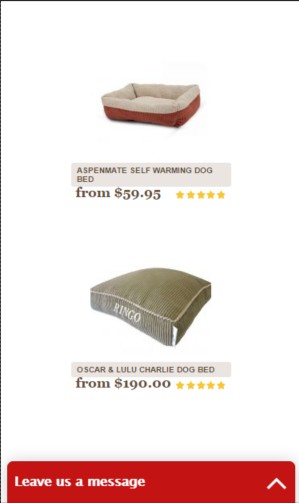 ASPENMATE SELF WARMING DOG
BED
from $59.95
RINGO
OSCAR & LULU CHARLIE DOG BED
from $190.00
Leave us a message